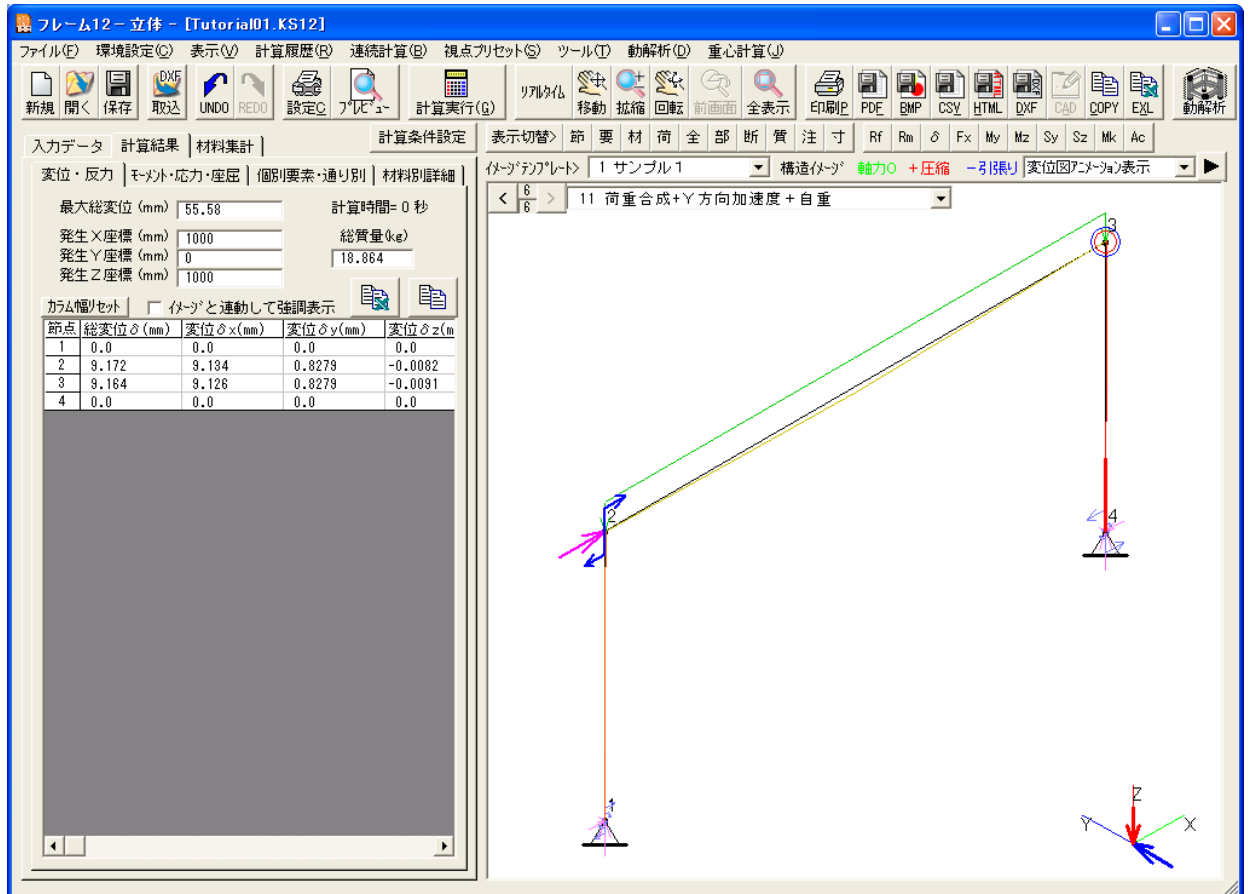 フレーム12－立体 - [Tutorial01.KS12]
ファイル(F) 環境設定(C) 表示(V) 計算履歴(R) 連続計算(B) 視点プリセット(S) ツール(T) 動解析(D) 重心計算(J)
新規 開く 保存 取込 UNDO REDO 設定C プレビュー 計算実行(G) リアルタイム 移動 拡縮 回転 前画面 全表示 印刷P PDF BMP CSV HTML DXF CAD COPY EXL 動解析
DXF
入力データ 計算結果 材料集計 計算条件設定 表示切替> 節 要 材 荷 全 部 断 質 注 寸 Rf Rm δ Fx My Mz Sy Sz Mk Ac
変位・反力 モーメント・応力・座屈 個別要素・通り別 材料別詳細
イメージテンプレート> 1 サンプル1 構造イメージ 軸力0 ＋圧縮 －引張り 変位図アニメーション表示
< 6 6 > 11 荷重合成+Y方向加速度＋自重
最大総変位 (mm) 55.58 計算時間= 0 秒
発生X座標 (mm) 1000 総質量(kg)
発生Y座標 (mm) 0 18.864
発生Z座標 (mm) 1000
カラム幅リセット イメージと連動して強調表示
節点 総変位δ(mm) 変位δx(mm) 変位δy(mm) 変位δz(m
1 0.0 0.0 0.0 0.0
2 9.172 9.134 0.8279 -0.0082
3 9.164 9.126 0.8279 -0.0091
4 0.0 0.0 0.0 0.0
3
2
4
1
Z
Y X